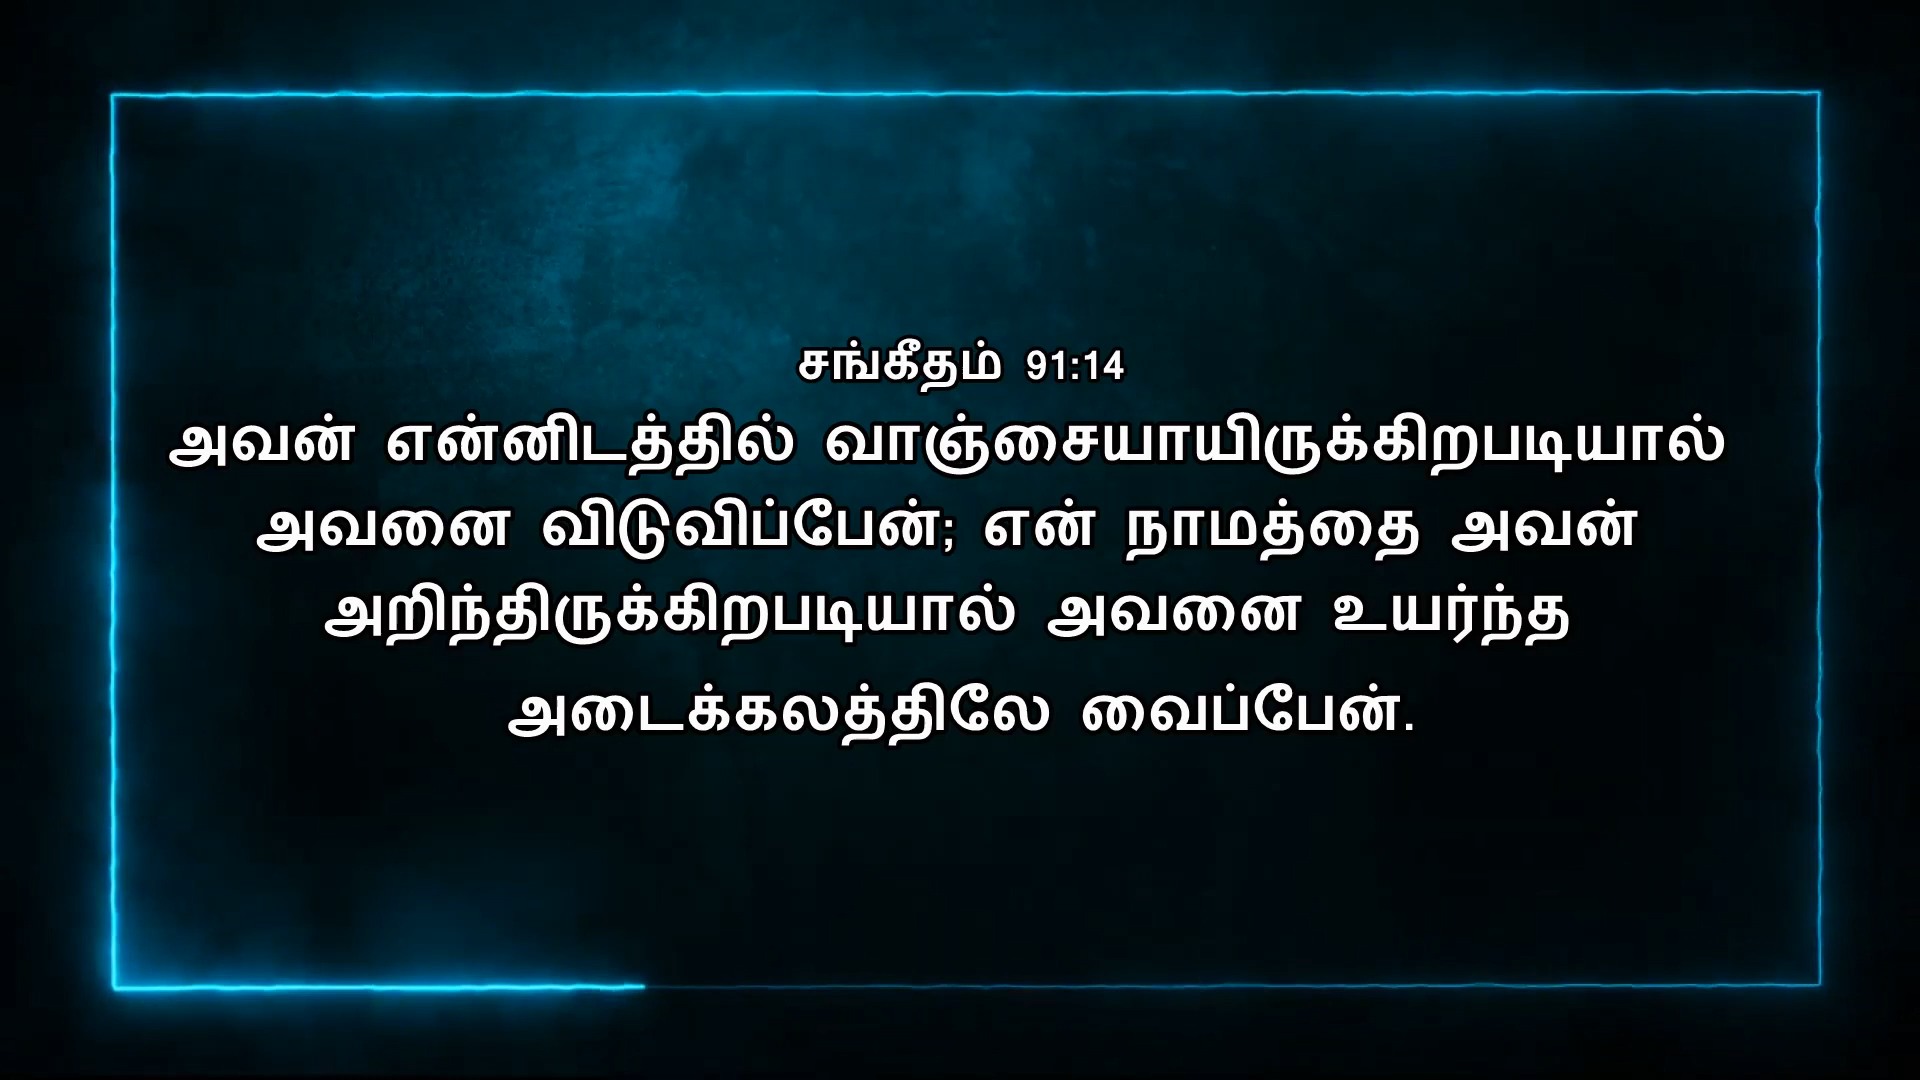 சங்கீதம் 91:14
அவன் என்னிடத்தில் வாஞ்சையாயிருக்கிறபடியால்
அவனை விடுவிப்பேன்; என் நாமத்தை அவன்
அறிந்திருக்கிறபடியால் அவனை உயர்ந்த
அடைக்கலத்திலே வைப்பேன்.